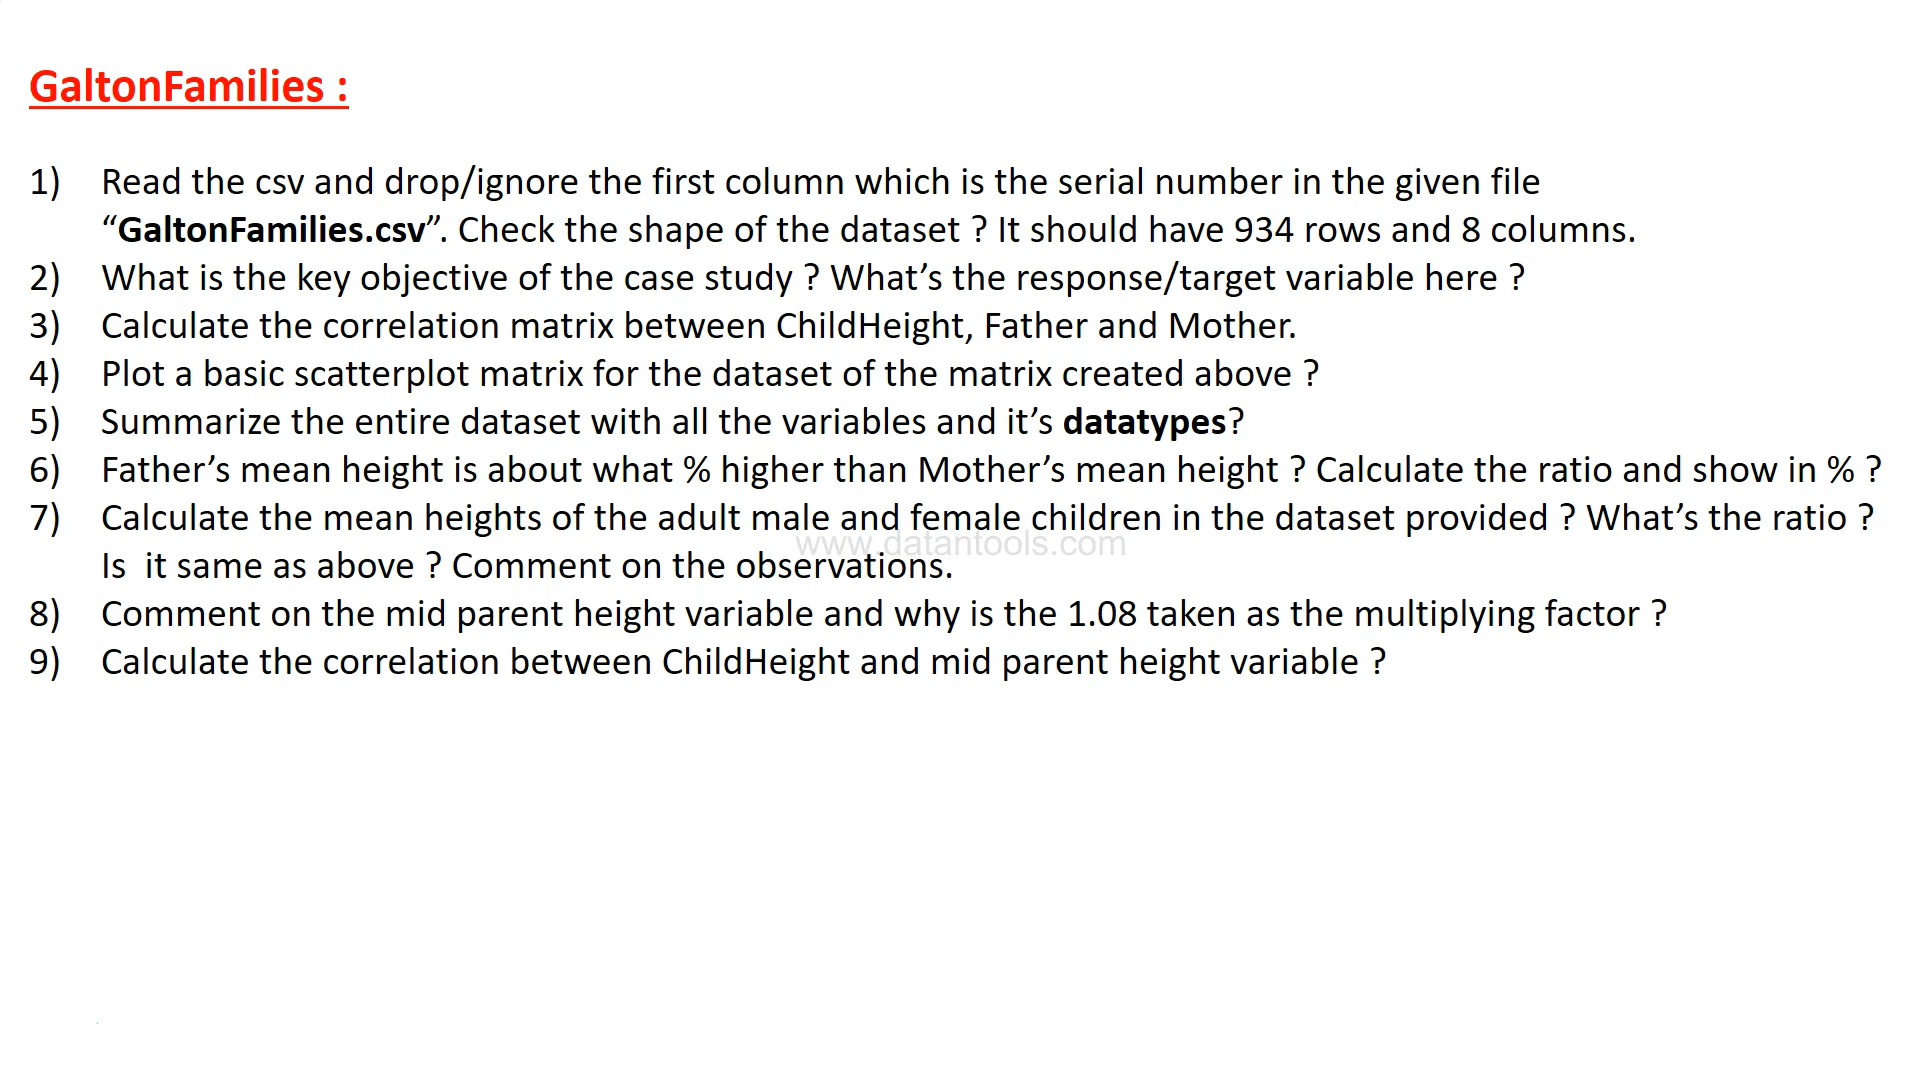 GaltonFamilies :
1) Read the csv and drop/ignore the first column which is the serial number in the given file
“GaltonFamilies.csv”. Check the shape of the dataset ? It should have 934 rows and 8 columns.
2) What is the key objective of the case study ? What’s the response/target variable here ?
3) Calculate the correlation matrix between ChildHeight, Father and Mother.
4) Plot a basic scatterplot matrix for the dataset of the matrix created above ?
5) Summarize the entire dataset with all the variables and it’s datatypes?
6) Father’s mean height is about what % higher than Mother’s mean height ? Calculate the ratio and show in % ?
7) Calculate the mean heights of the adult male and female children in the dataset provided ? What’s the ratio ?
www.datantools.com
Is it same as above ? Comment on the observations.
8) Comment on the mid parent height variable and why is the 1.08 taken as the multiplying factor ?
9) Calculate the correlation between ChildHeight and mid parent height variable ?